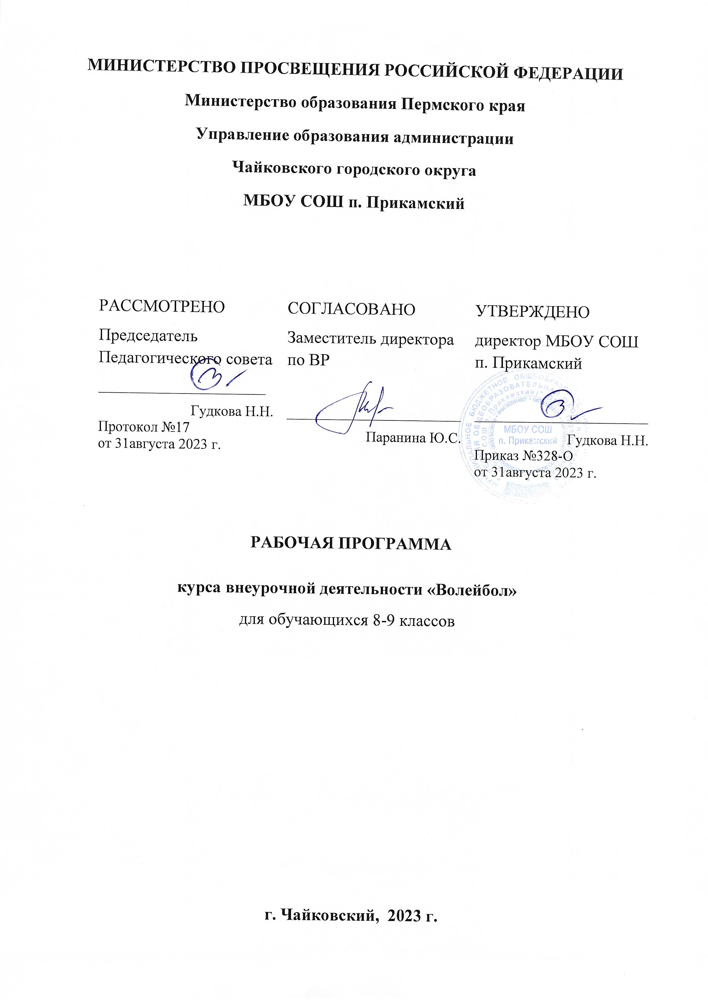 МИНИСТЕРСТВО ПРОСВЕЩЕНИЯ РОССИЙСКОЙ ФЕДЕРАЦИИ
Министерство образования Пермского края
Управление образования администрации
Чайковского городского округа
МБОУ СОШ п. Прикамский
РАССМОТРЕНО
Председатель
Педагогического совета
Гудкова Н.Н.
Протокол №17
от 31августа 2023 г.
СОГЛАСОВАНО
Заместитель директора
по ВР
Паранина Ю.С.
УТВЕРЖДЕНО
директор МБОУ СОШ
п. Прикамский
МБОУ СОШ
п. Прикамский
Гудкова Н.Н.
Приказ №328-О
от 31августа 2023 г.
РАБОЧАЯ ПРОГРАММА
курса внеурочной деятельности «Волейбол»
для обучающихся 8-9 классов
г. Чайковский, 2023 г.